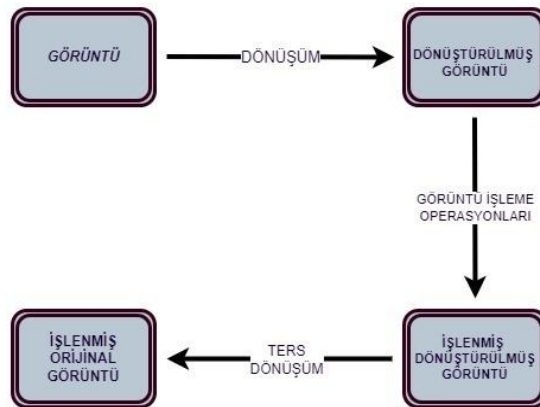 GÖRÜNTÜ
DÖNÜŞÜM
DÖNÜŞTÜRÜLMÜŞ
GÖRÜNTÜ
GÖRÜNTÜ İŞLEME
OPERASYONLARI
İŞLENMİŞ
DÖNÜŞTÜRÜLMÜŞ
GÖRÜNTÜ
TERS
DÖNÜŞÜM
İŞLENMİŞ
ORİJİNAL
GÖRÜNTÜ